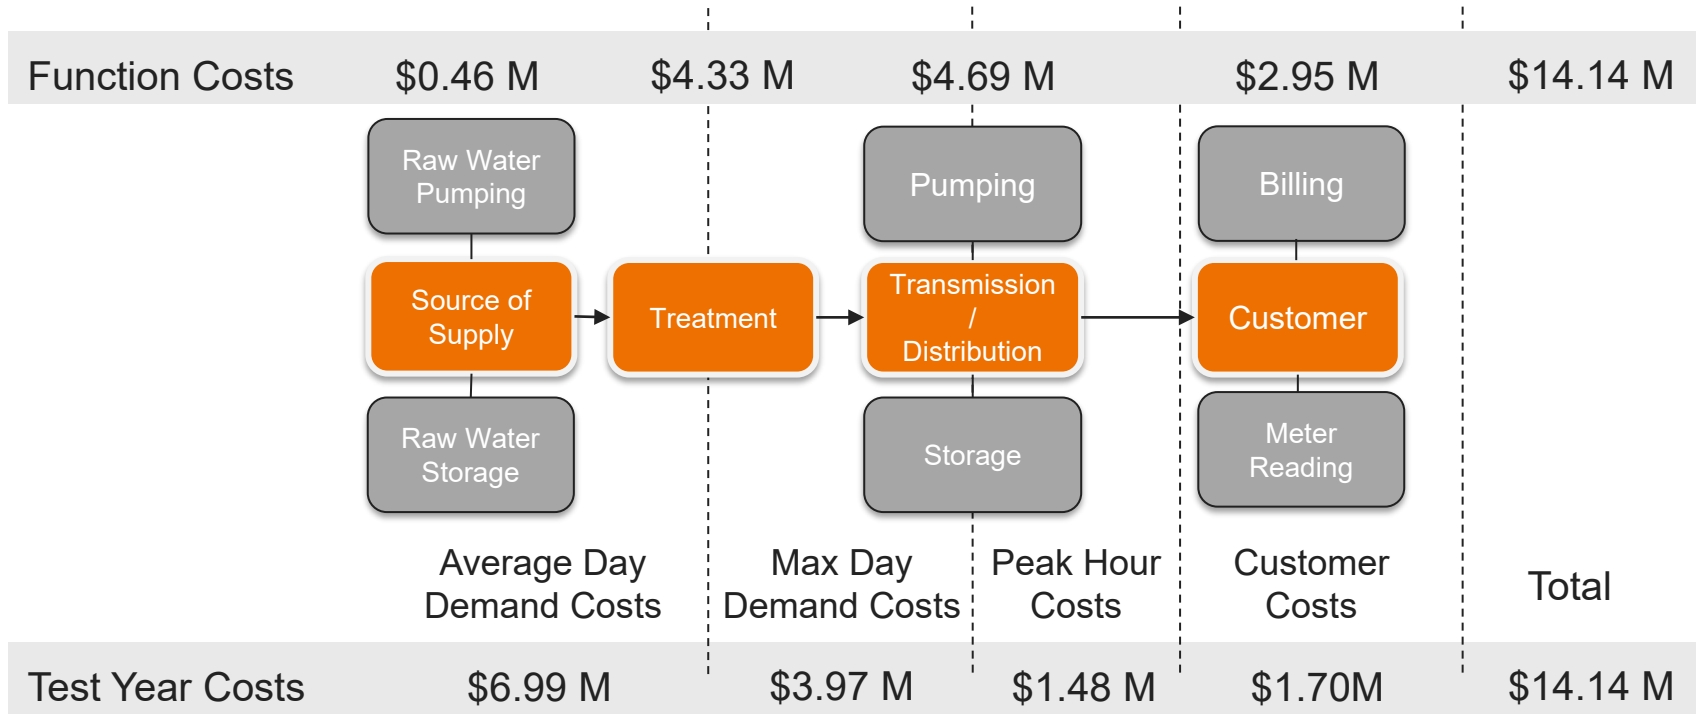 Function Costs $0.46 M $4.33 M $4.69 M $2.95 M $14.14 M
Raw Water
Pumping
Pumping
Billing
Source of
Supply
Treatment
Transmission
/
Distribution
Customer
Raw Water
Storage
Storage
Meter
Reading
Average Day
Demand Costs
Max Day
Demand Costs
Peak Hour
Costs
Customer
Costs
Total
Test Year Costs $6.99 M $3.97 M $1.48 M $1.70M $14.14 M